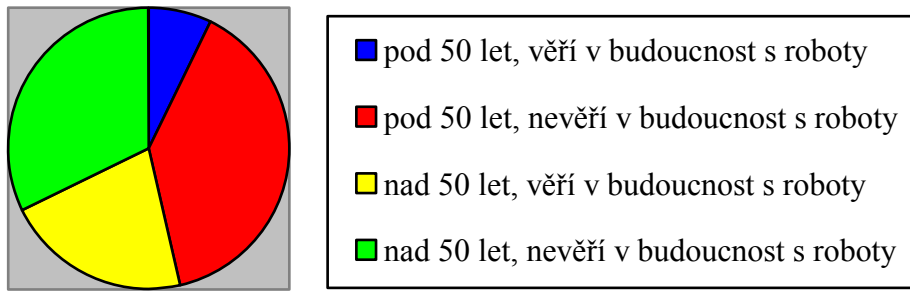 pod 50 let, věří v budoucnost s roboty
pod 50 let, nevěří v budoucnost s roboty
nad 50 let, věří v budoucnost s roboty
nad 50 let, nevěří v budoucnost s roboty